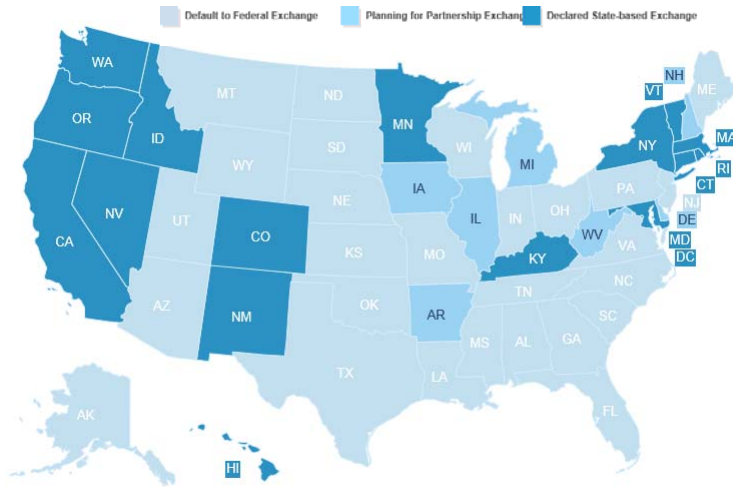 Default to Federal Exchange
Planning for Partnership Exchang
Declared State-based Exchange
WA
MT
ND
MN
NH
VT
ME
OR
ID
SD
WI
NY
MA
WY
MI
RI
IA
PA
CT
NE
NJ
NV
UT
IL
IN
OH
DE
CA
CO
WV
MD
KS
MO
KY
VA
DC
AZ
NM
OK
AR
TN
NC
SC
MS
AL
GA
TX
LA
FL
AK
HI